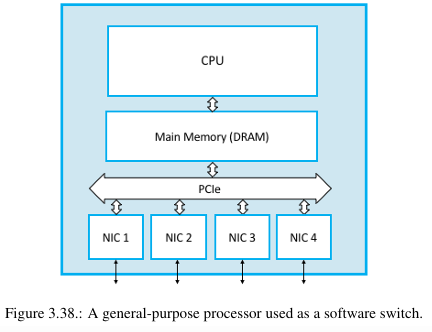 CPU
Main Memory (DRAM)
PCIe
NIC 1 NIC 2 NIC 3 NIC 4
Figure 3.38.: A general-purpose processor used as a software switch.